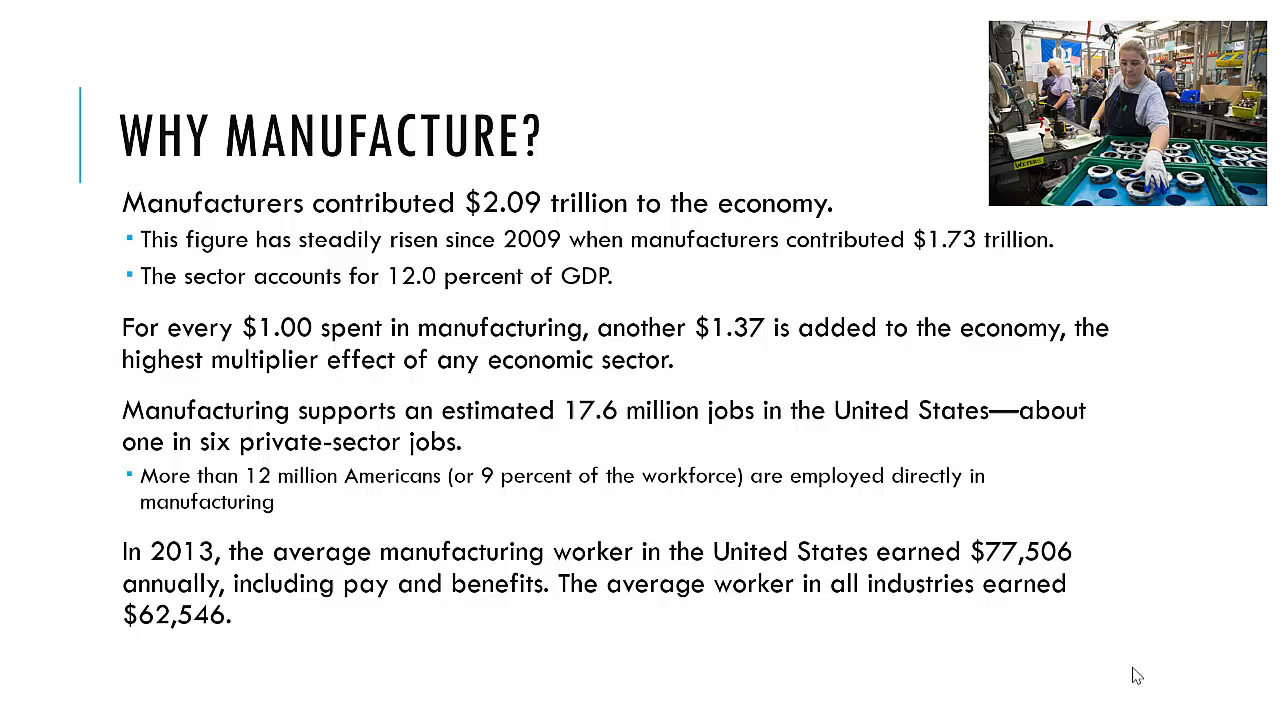 WHY MANUFACTURE?
Manufacturers contributed $2.09 trillion to the economy.
This figure has steadily risen since 2009 when manufacturers contributed $1.73 trillion.
The sector accounts for 12.0 percent of GDP.
For every $1.00 spent in manufacturing, another $1.37 is added to the economy, the
highest multiplier effect of any economic sector.
Manufacturing supports an estimated 17.6 million jobs in the United States—about
one in six private-sector jobs.
More than 12 million Americans (or 9 percent of the workforce) are employed directly in
manufacturing
In 2013, the average manufacturing worker in the United States earned $77,506
annually, including pay and benefits. The average worker in all industries earned
$62,546.